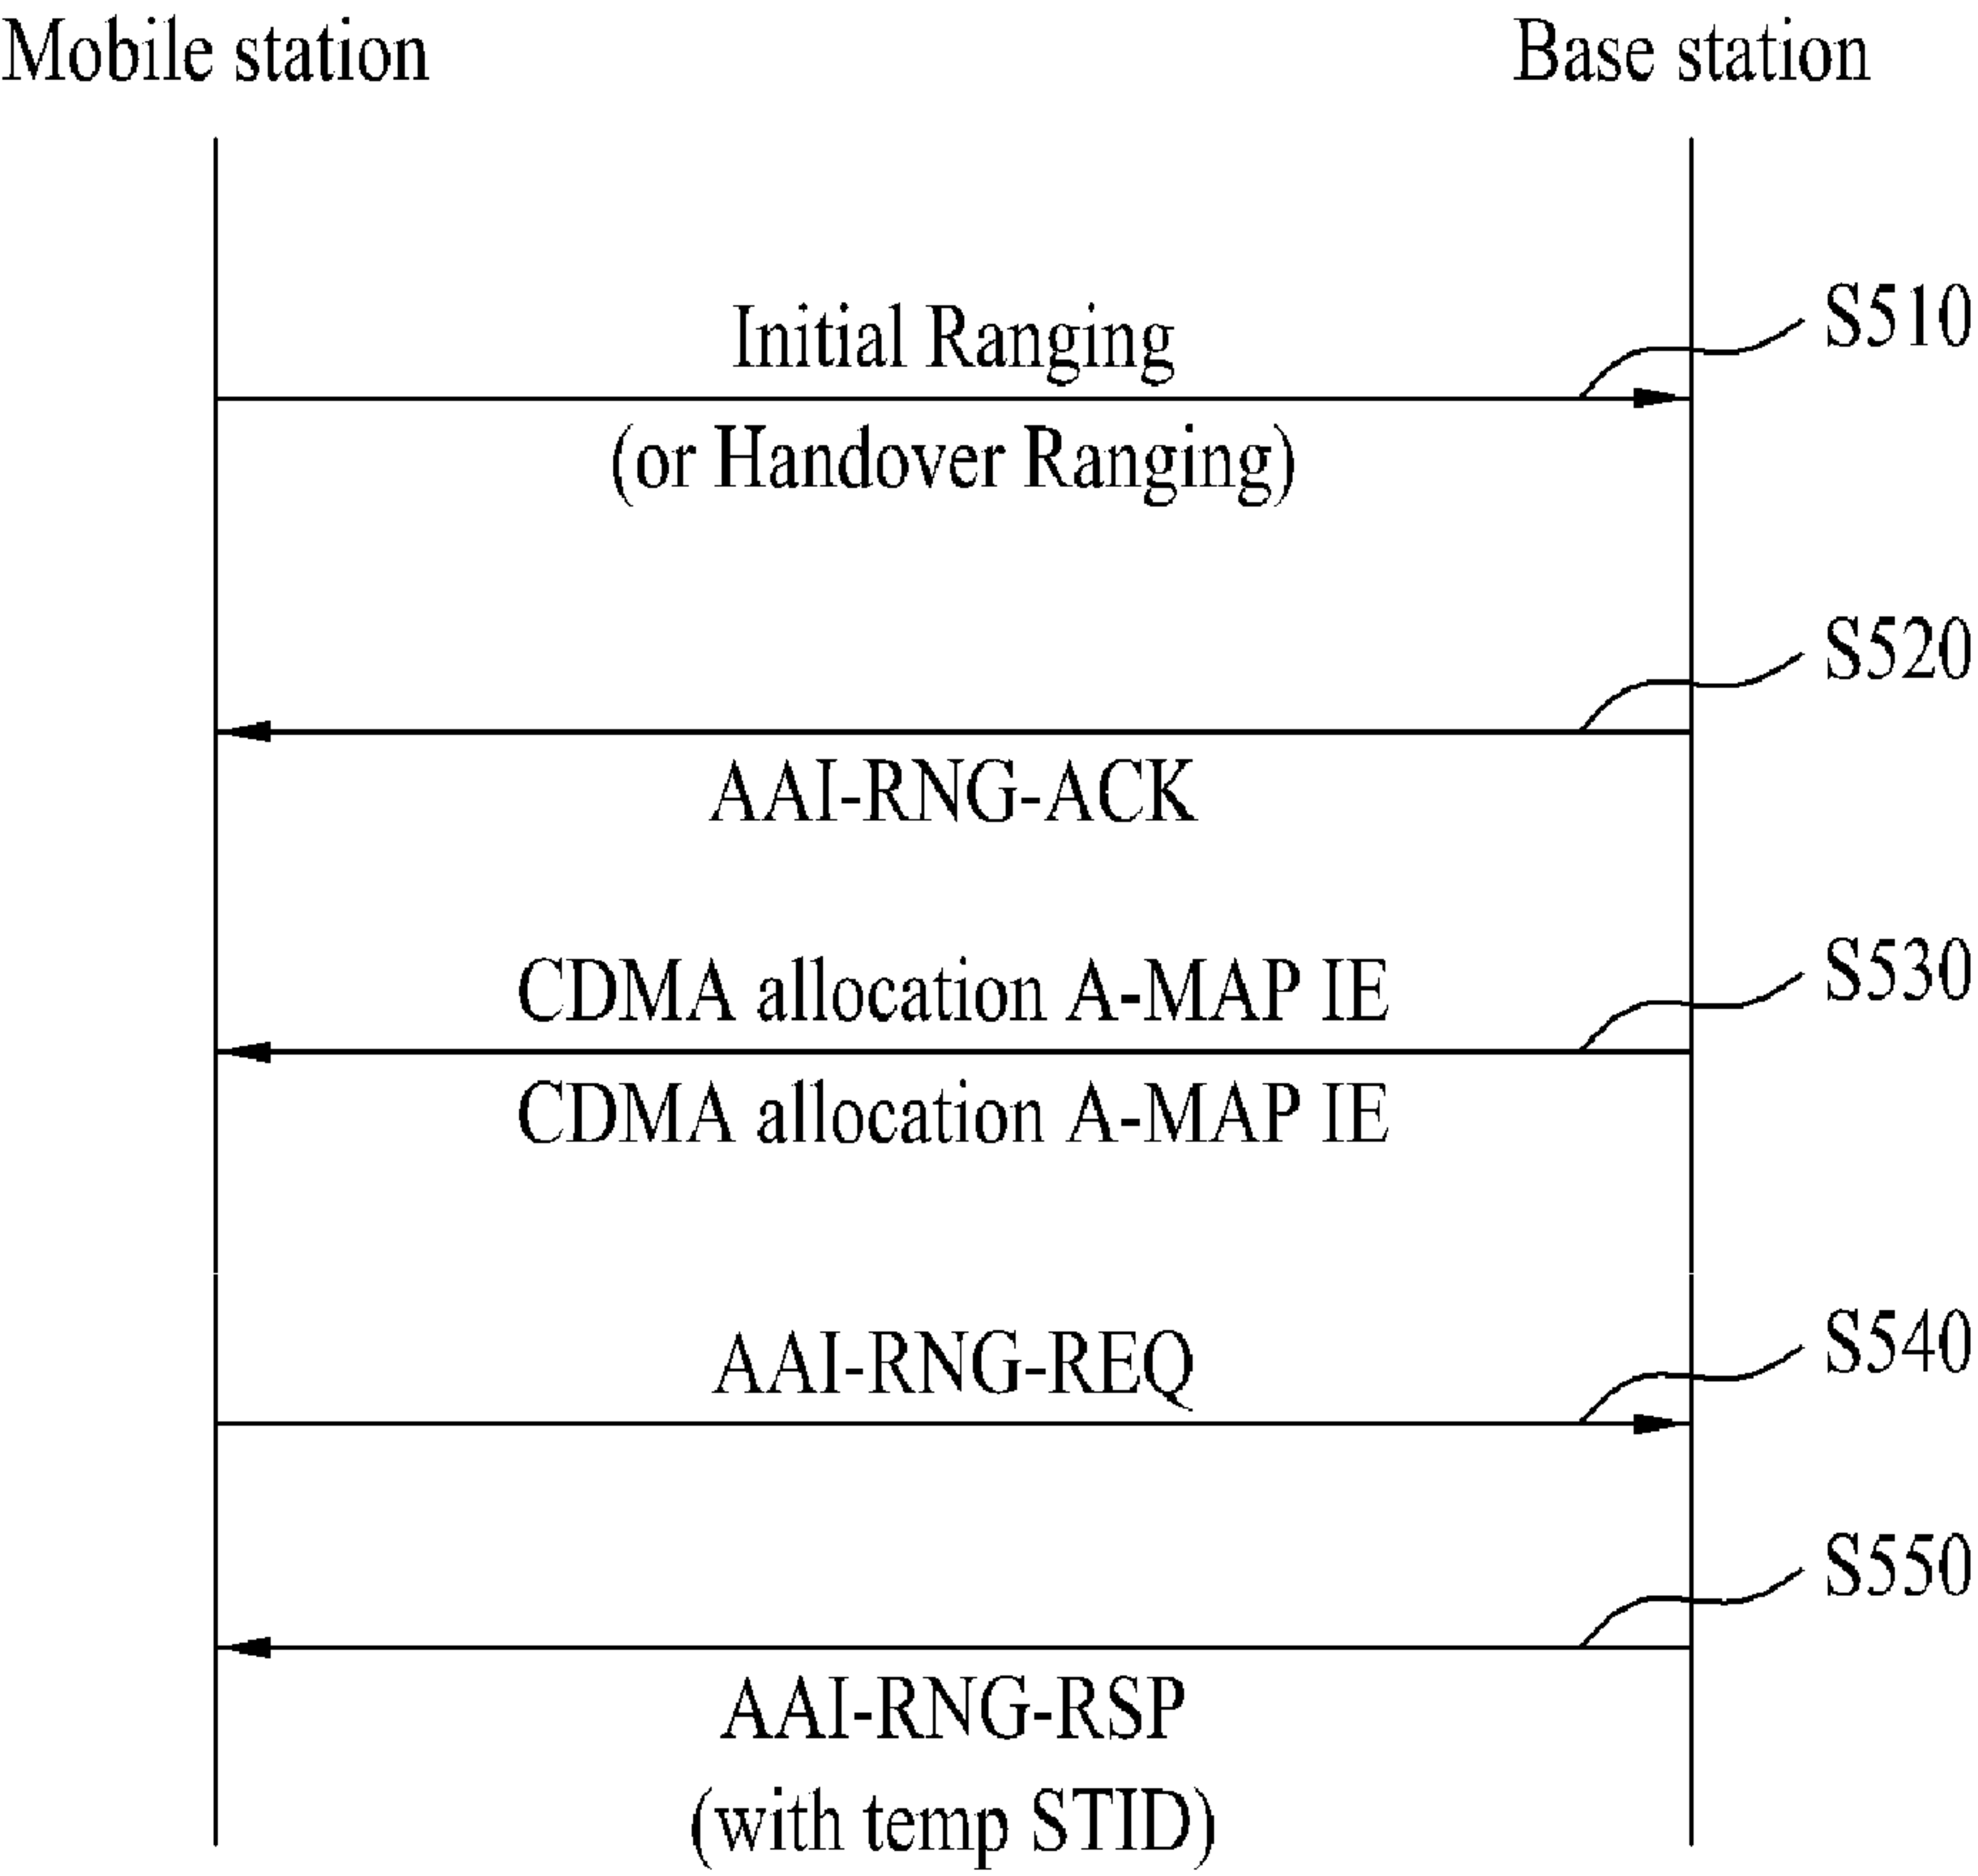 Mobile station
Base station
S510
Initial Ranging
(or Handover Ranging)
S520
AAI-RNG-ACK
S530
CDMA allocation A-MAP IE
CDMA allocation A-MAP IE
S540
AAI-RNG-REQ
S550
AAI-RNG-RSP
(with temp STID)